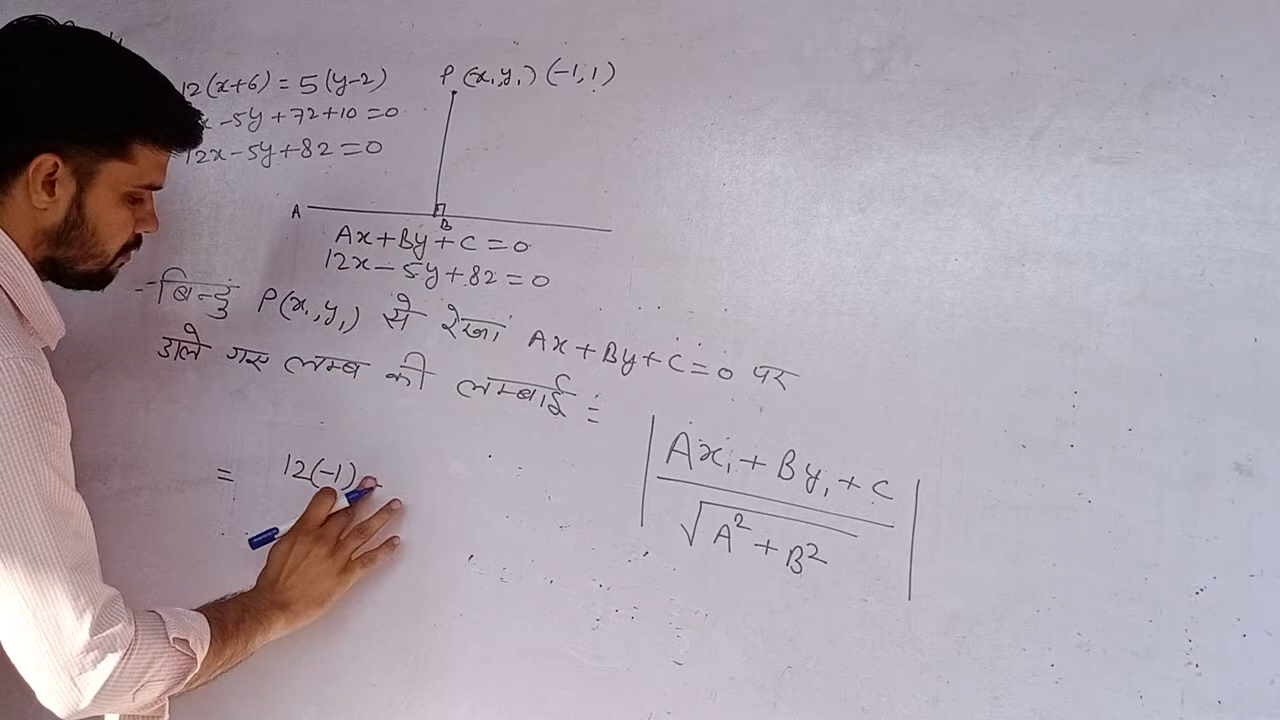 12(x+6) = 5(y-2)
x -5y + 72+10 =0
12x-5y+82=0
P (x₁,y₁) (-1,1)
A
B
Ax+By+C=0
12x-5y+82=0
बिन्दु P(x₁,y₁) से रेखा Ax+By+C=0 पर
डाले गए लम्ब की लम्बाई =
|Ax₁+By₁+C
√A²+B²|
= 12(-1)